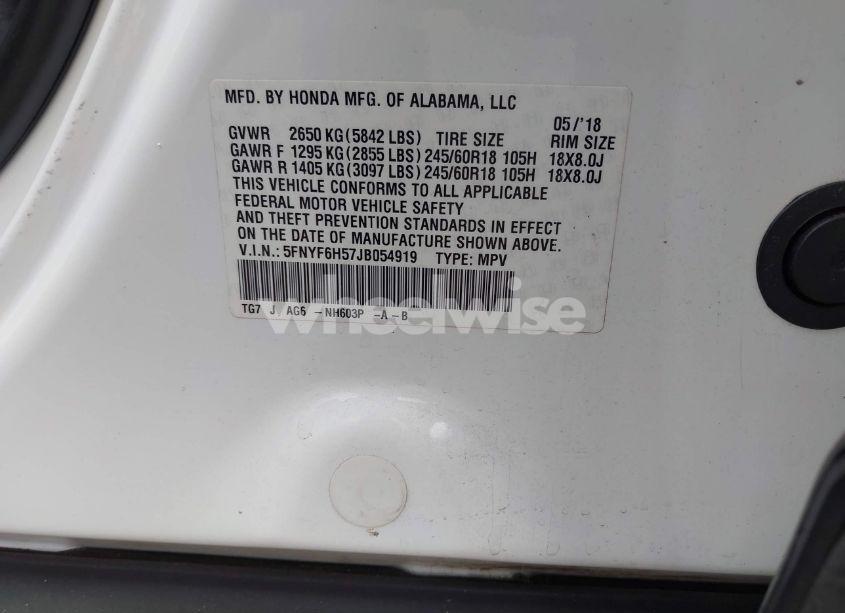 MFD. BY HONDA MFG. OF ALABAMA, LLC 05/'18
GVWR 2650 KG(5842 LBS) TIRE SIZE RIM SIZE
GAWR F 1295 KG(2855 LBS)245/60R18 105H 18X8.0J
GAWR R 1405 KG(3097 LBS)245/60R18 105H 18X8.0J
THIS VEHICLE CONFORMS TO ALL APPLICABLE
FEDERAL MOTOR VEHICLE SAFETY
AND THEFT PREVENTION STANDARDS IN EFFECT
ON THE DATE OF MANUFACTURE SHOWN ABOVE.
V.I.N.: 5FNYF6H57JB054919 TYPE: MPV
TG7 J AG6 -NH603P -A -B
wheelwise